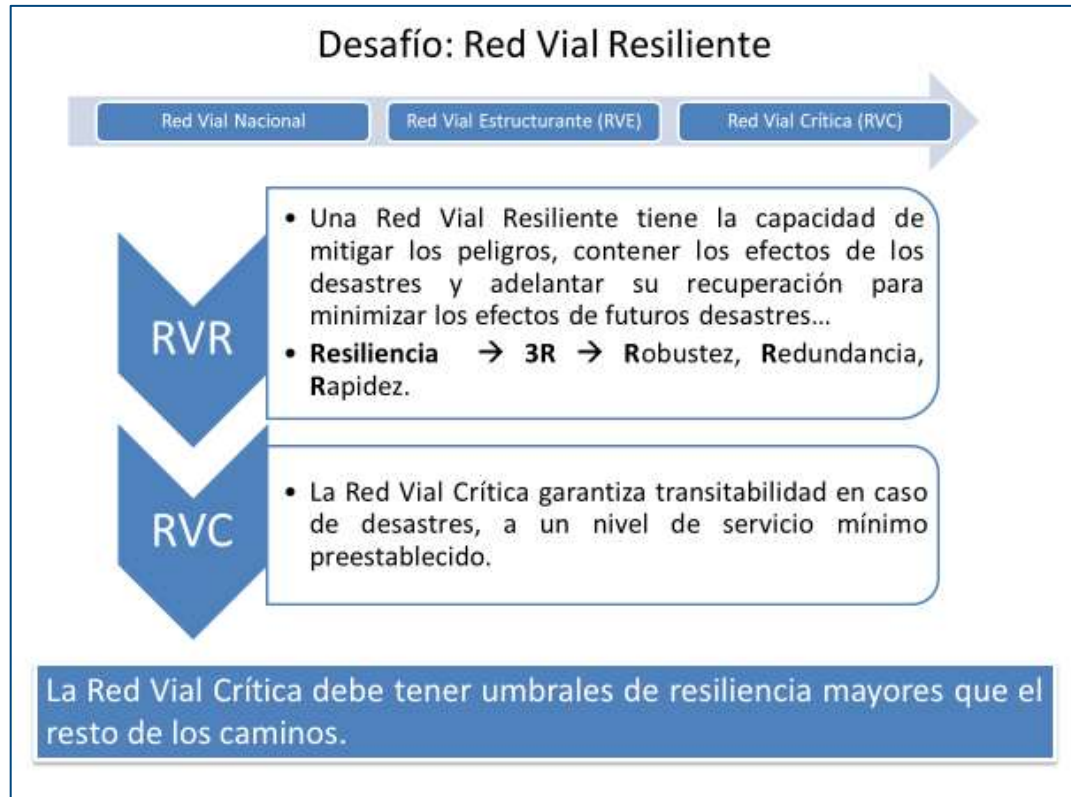 Desafío: Red Vial Resiliente
Red Vial Nacional
Red Vial Estructurante (RVE)
Red Vial Crítica (RVC)
RVR
• Una Red Vial Resiliente tiene la capacidad de
mitigar los peligros, contener los efectos de los
desastres y adelantar su recuperación para
minimizar los efectos de futuros desastres...
• Resiliencia → 3R → Robustez, Redundancia,
Rapidez.
RVC
• La Red Vial Crítica garantiza transitabilidad en caso
de desastres, a un nivel de servicio mínimo
preestablecido.
La Red Vial Crítica debe tener umbrales de resiliencia mayores que el
resto de los caminos.